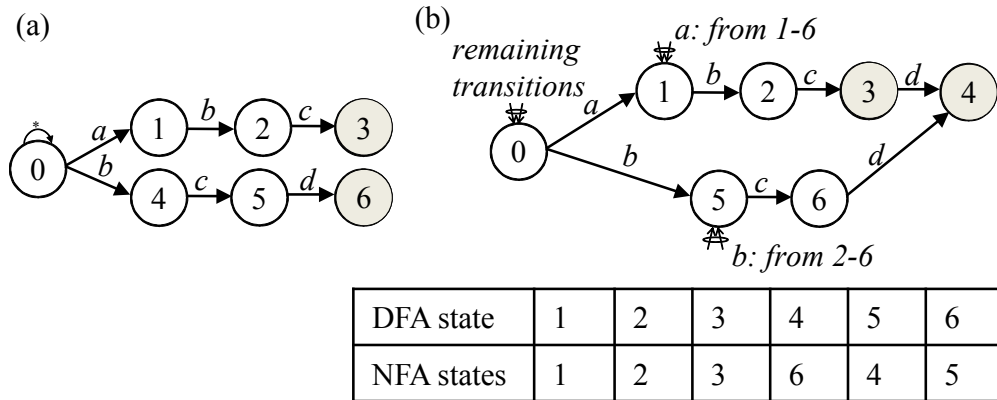 (a)
*
0
a
1
b
2
c
3
b
4
c
5
d
6
(b)
remaining
transitions
a: from 1-6
0
a
1
b
2
c
3
d
4
b
5
c
6
d
b: from 2-6
DFA state 1 2 3 4 5 6
NFA states 1 2 3 6 4 5